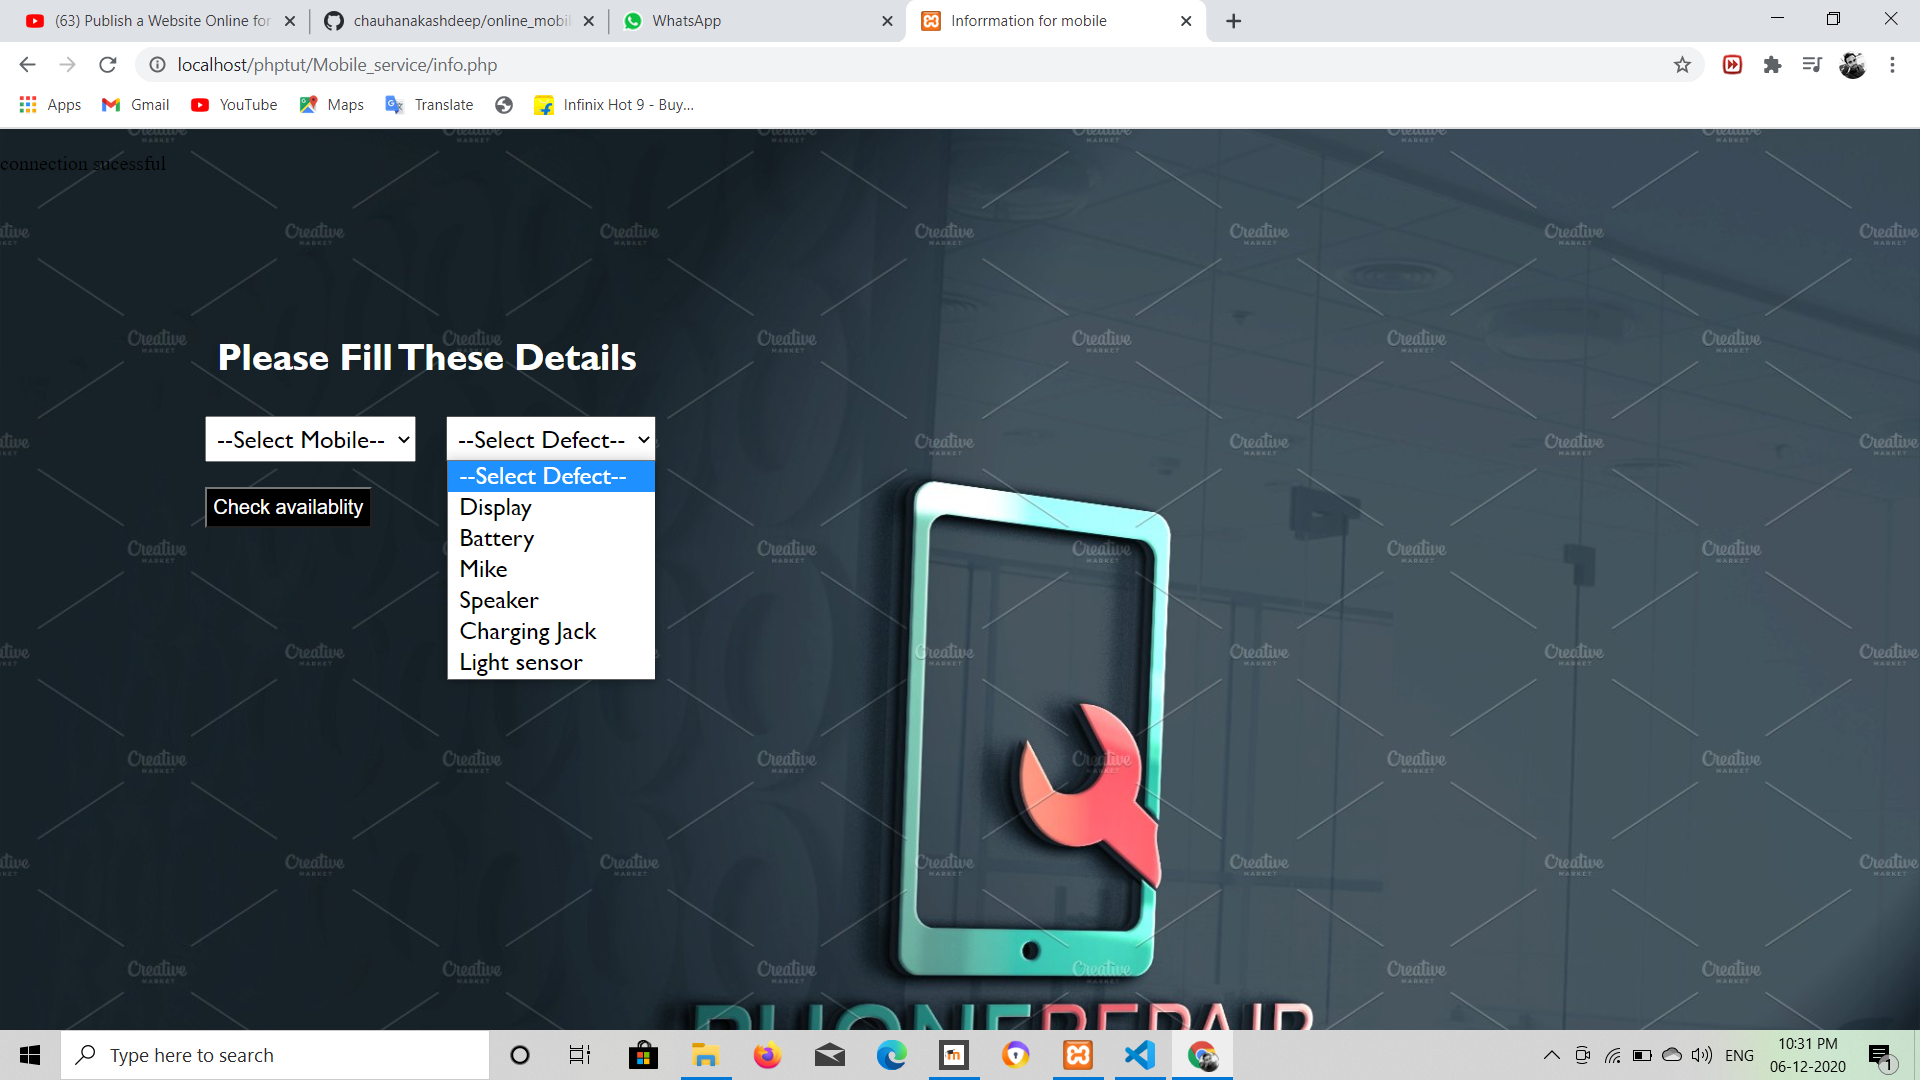 (63) Publish a Website Online for
chauhanakashdeep/online_mobil
WhatsApp
Inforrmation for mobile
localhost/phptut/Mobile_service/info.php
Apps
Gmail
YouTube
Maps
Translate
Infinix Hot 9 - Buy...
connection sucessful
Please Fill These Details
--Select Mobile--
--Select Defect--
--Select Defect--
Check availablity
Display
Battery
Mike
Speaker
Charging Jack
Light sensor
Creative
MARKET
PHONEREPAIR
Type here to search
ENG
10:31 PM
06-12-2020
1